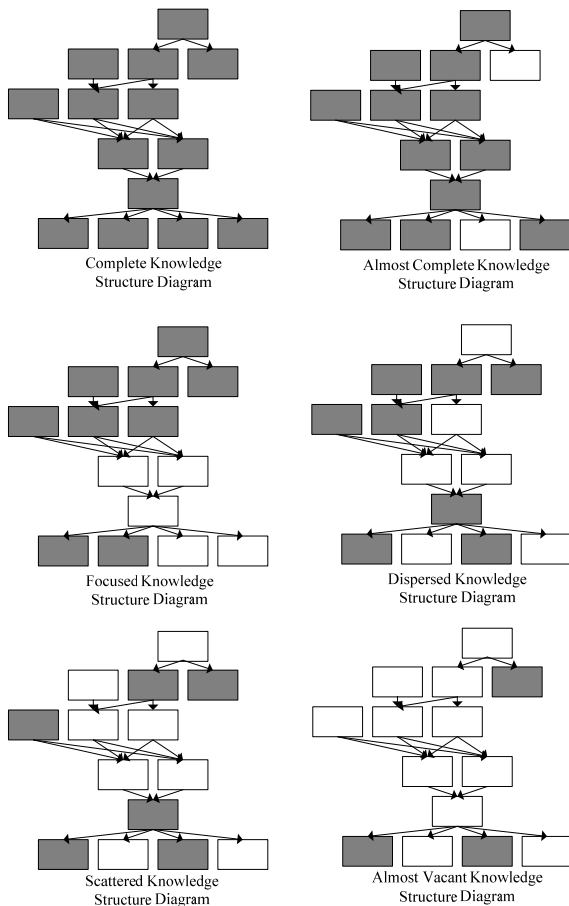 Complete Knowledge
Structure Diagram
Almost Complete Knowledge
Structure Diagram
Focused Knowledge
Structure Diagram
Dispersed Knowledge
Structure Diagram
Scattered Knowledge
Structure Diagram
Almost Vacant Knowledge
Structure Diagram